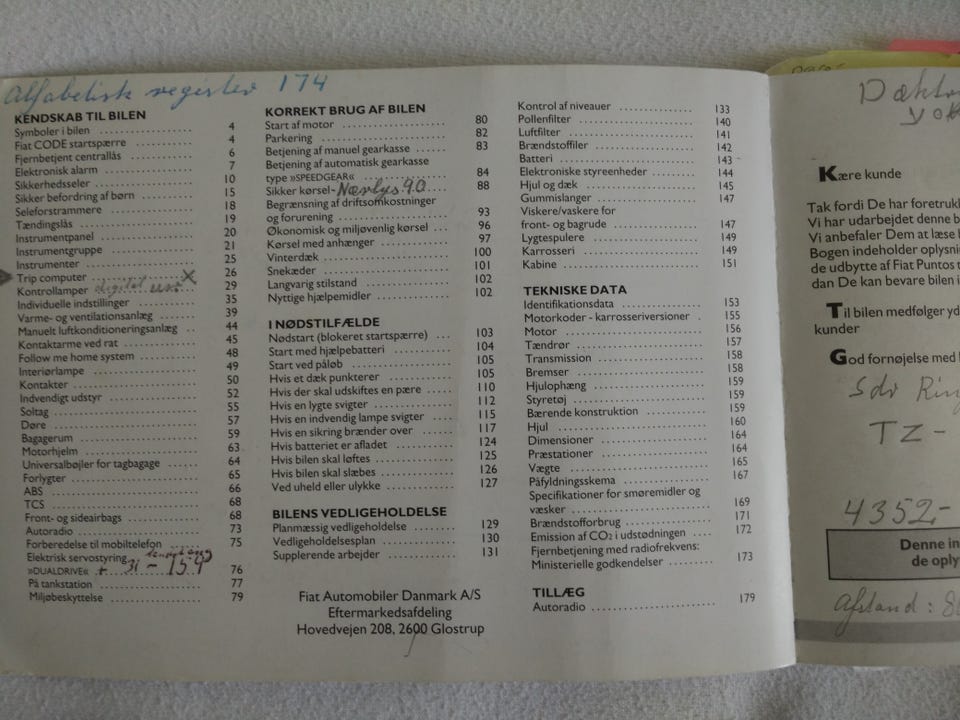 Alfabetisk register 174
KENDSKAB TIL BILEN
Symboler i bilen 4
Fiat CODE startspærre 4
Fjernbetjent centrallås 6
Elektronisk alarm 7
Sikkerhedsseler 10
Sikker befordring af børn 15
Seleforstrammere 18
Tændingslås 19
Instrumentpanel 20
Instrumentgruppe 21
Instrumenter 25
Trip computer X 26
Kontrollamper digital 29
Individuelle indstillinger 35
Varme- og ventilationsanlæg 39
Manuelt luftkonditioneringsanlæg 44
Kontaktarme ved rat 45
Follow me home system 48
Interiørlampe 49
Kontakter 50
Indvendigt udstyr 52
Soltag 55
Døre 57
Bagagerum 59
Motorhjelm 63
Universalbøjler for tagbagage 64
Forlygter 65
ABS 66
TCS 68
Front- og sideairbags 68
Autoradio 73
Forberedelse til mobiltelefon 75
Elektrisk servostyring
»DUALDRIVE« + 31 - 154 76
På tankstation 77
Miljøbeskyttelse 79
KORREKT BRUG AF BILEN
Start af motor 80
Parkering 82
Betjening af manuel gearkasse 83
Betjening af automatisk gearkasse
type »SPEEDGEAR« 84
Sikker kørsel - Nærlys 90 88
Begrænsning af driftsomkostninger
og forurening 93
Økonomisk og miljøvenlig kørsel 96
Kørsel med anhænger 97
Vinterdæk 100
Snekæder 101
Langvarig stilstand 102
Nyttige hjælpemidler 102
I NØDSTILFÆLDE
Nødstart (blokeret startspærre) 103
Start med hjælpebatteri 104
Start ved påløb 105
Hvis et dæk punkterer 105
Hvis der skal udskiftes en pære 110
Hvis en lygte svigter 112
Hvis en indvendig lampe svigter 115
Hvis en sikring brænder over 117
Hvis batteriet er afladet 124
Hvis bilen skal løftes 125
Hvis bilen skal slæbes 126
Ved uheld eller ulykke 127
BILENS VEDLIGEHOLDELSE
Planmæssig vedligeholdelse 129
Vedligeholdelsesplan 130
Supplerende arbejder 131
Fiat Automobiler Danmark A/S
Eftermarkedsafdeling
Hovedvejen 208, 2600 Glostrup
Kontrol af niveauer 133
Pollenfilter 140
Luftfilter 141
Brændstoffiler 142
Batteri 143
Elektroniske styreenheder 144
Hjul og dæk 145
Gummislanger 147
Viskere/vaskere for
front- og bagrude 147
Lygtespulere 149
Karrosseri 149
Kabine 151
TEKNISKE DATA
Identifikationsdata 153
Motorkoder - karrosseriversioner 155
Motor 156
Tændrør 157
Transmission 158
Bremser 158
Hjulophæng 159
Styretøj 159
Bærende konstruktion 159
Hjul 160
Dimensioner 164
Præstationer 164
Vægte 165
Påfyldningsskema 167
Specifikationer for smøremidler og
væsker 169
Brændstofforbrug 171
Emission af CO2 i udstødningen 172
Fjernbetjening med radiofrekvens:
Ministerielle godkendelser 173
TILLÆG
Autoradio 179
Kære kunde
Tak fordi De har foretrukk
Vi har udarbejdet denne b
Vi anbefaler Dem at læse
Bogen indeholder oplysni
de udbytte af Fiat Puntos t
dan De kan bevare bilen i
Til bilen medfølger yd
kunder
God fornøjelse med
TZ-
4352,-
Denne in
de oply
Afstand :